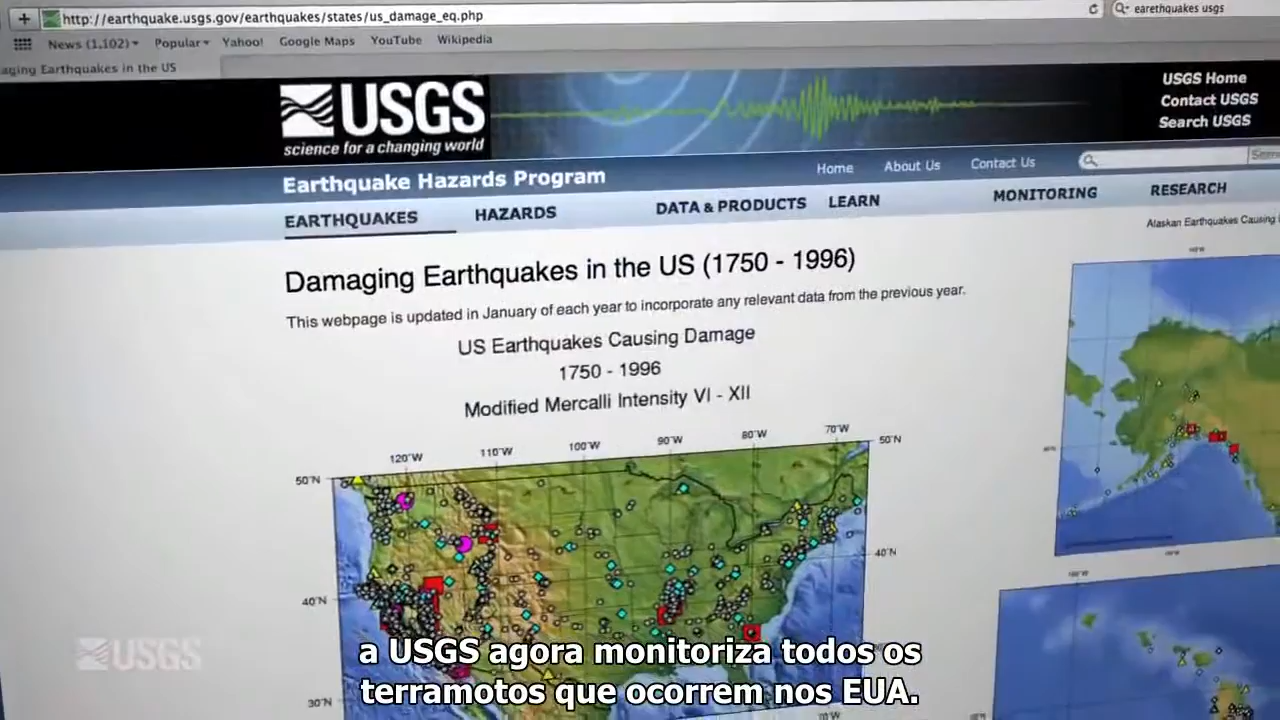 http://earthquake.usgs.gov/earthquakes/states/us_damage_eq.php
earethquakes usgs
News (1,102)
Popular
Yahoo!
Google Maps
YouTube
Wikipedia
aging Earthquakes in the US
USGS
science for a changing world
USGS Home
Contact USGS
Search USGS
Earthquake Hazards Program
Home
About Us
Contact Us
EARTHQUAKES
HAZARDS
DATA & PRODUCTS
LEARN
MONITORING
RESEARCH
Alaskan Earthquakes Causing
Damaging Earthquakes in the US (1750 - 1996)
This webpage is updated in January of each year to incorporate any relevant data from the previous year.
US Earthquakes Causing Damage
1750 - 1996
Modified Mercalli Intensity VI - XII
120°W
110°W
100°W
90°W
80°W
70°W
50°N
50°N
40°N
40°N
30°N
70°W
USGS
a USGS agora monitoriza todos os
terramotos que ocorrem nos EUA.